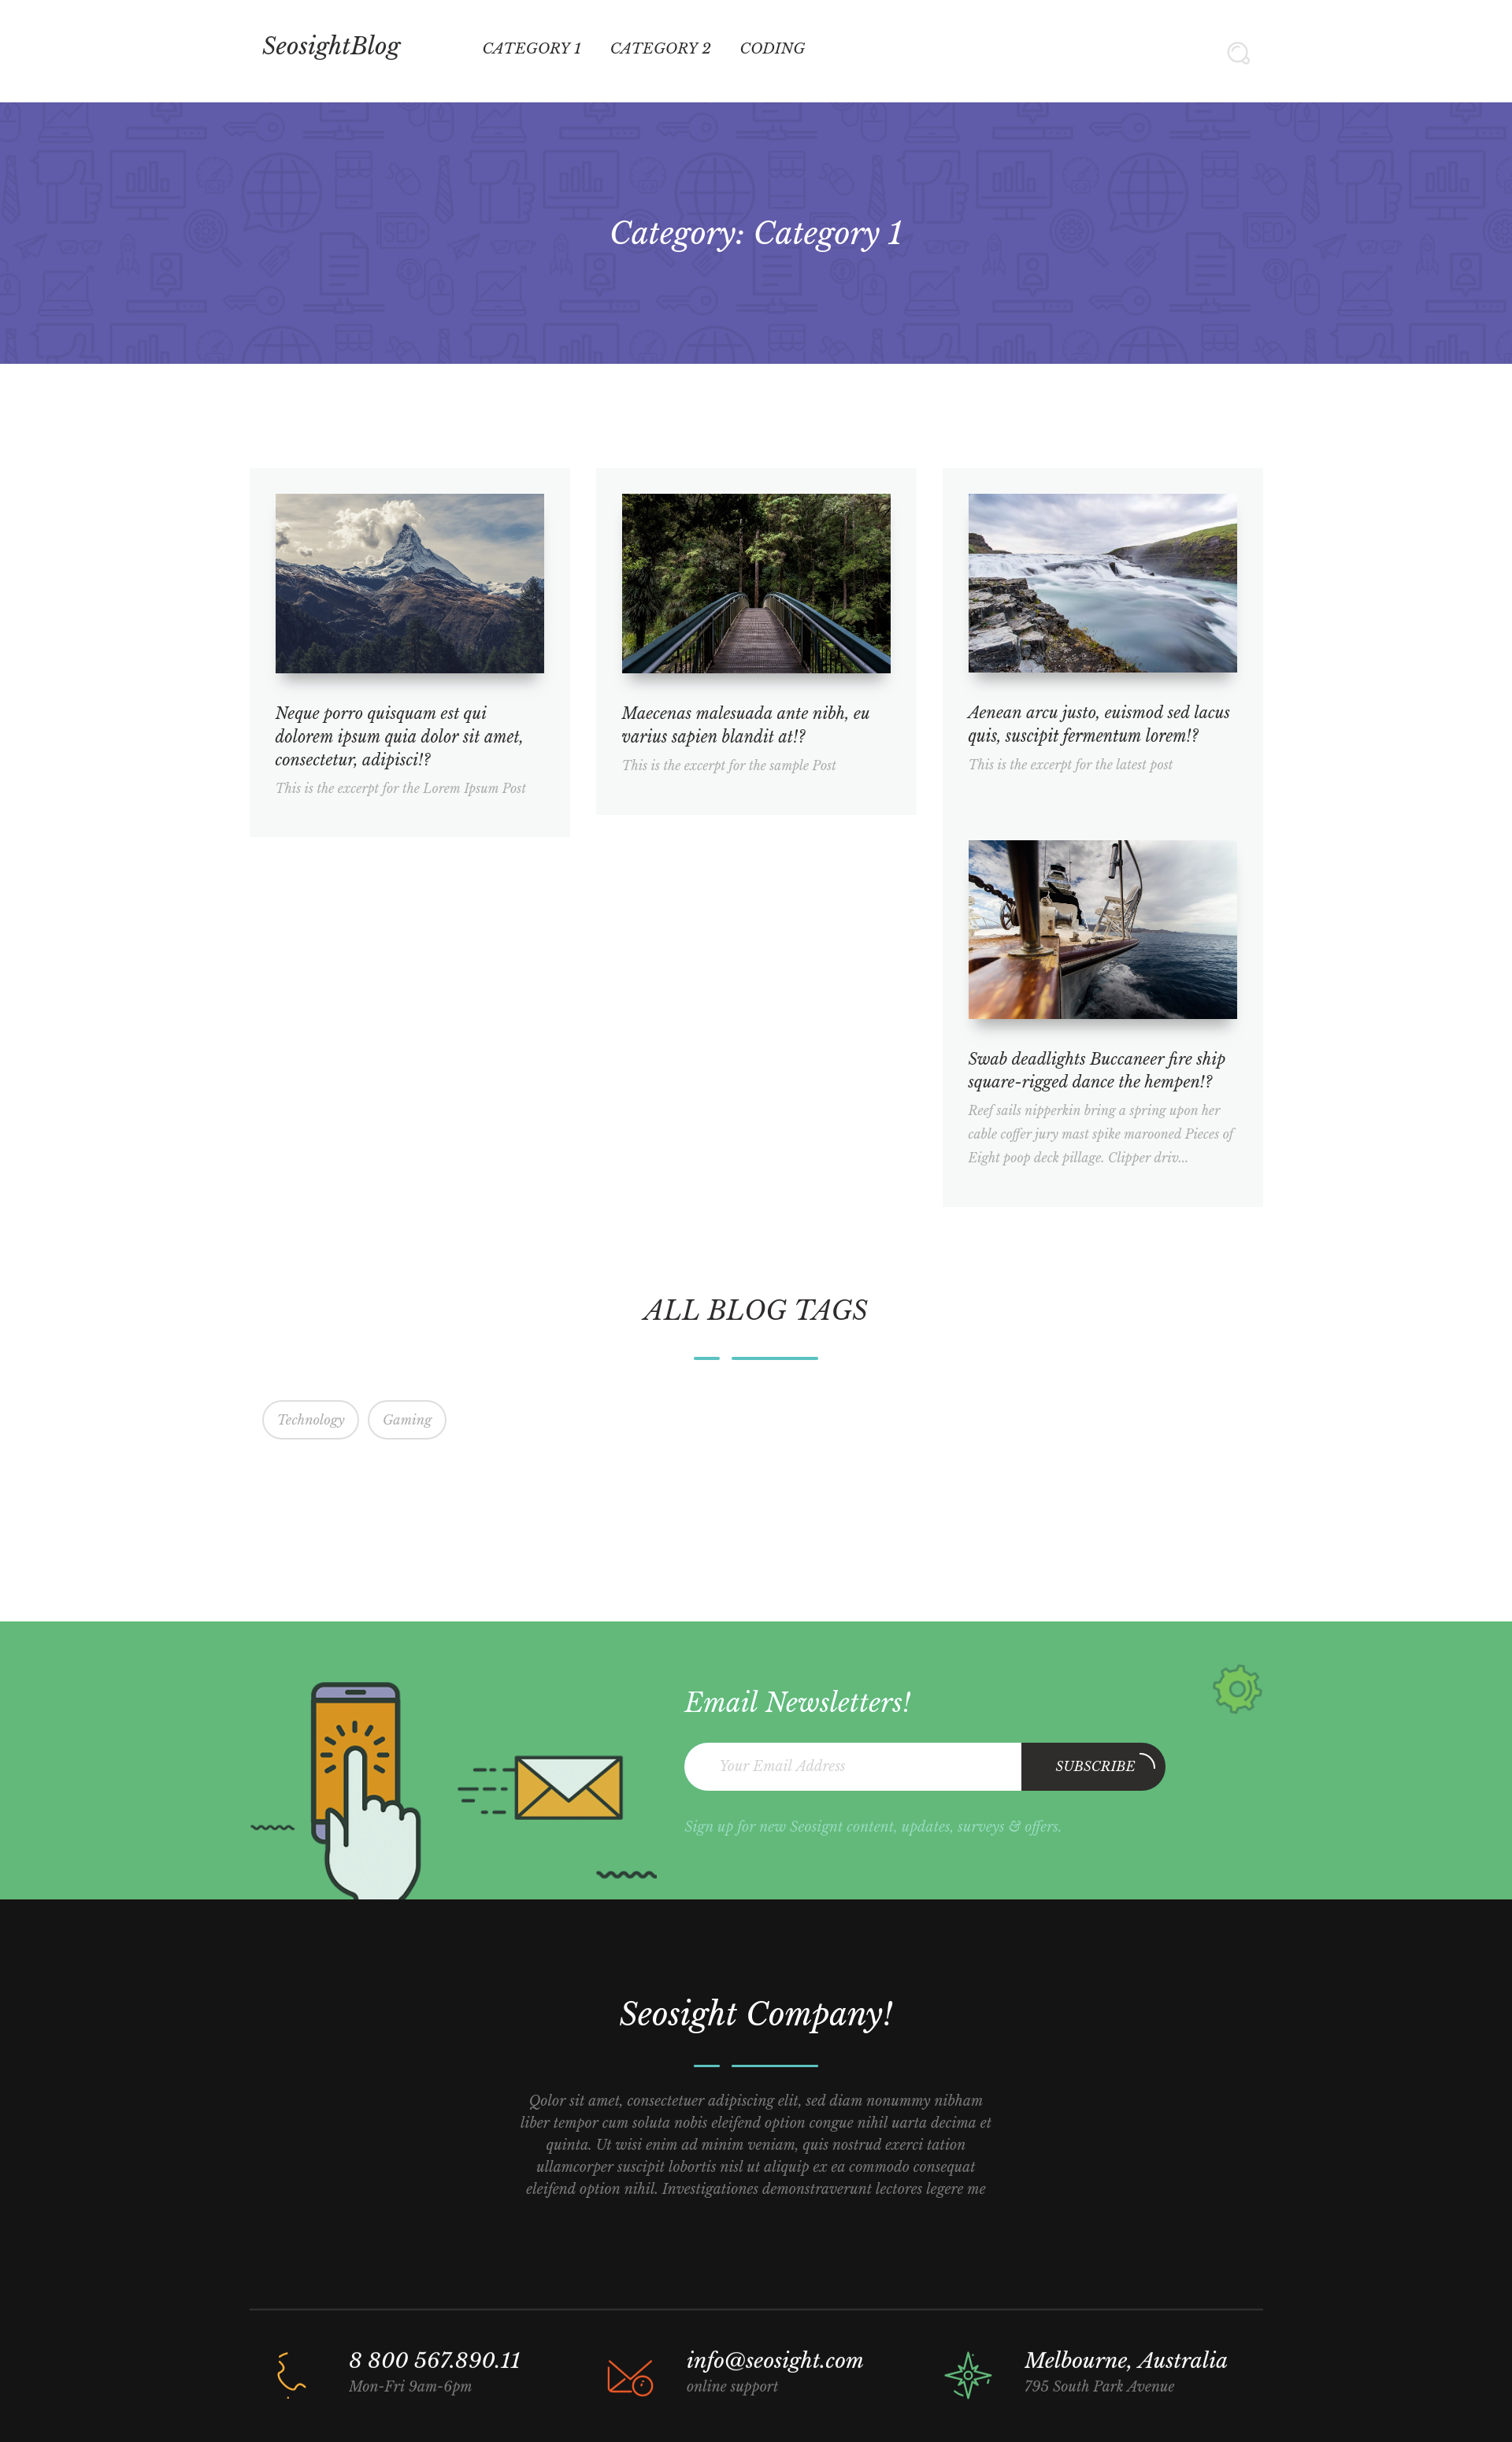 SeosightBlog
CATEGORY 1
CATEGORY 2
CODING
SEO
SEO
Category: Category 1
Neque porro quisquam est qui
dolorem ipsum quia dolor sit amet,
consectetur, adipisci!?
This is the excerpt for the Lorem Ipsum Post
Maecenas malesuada ante nibh, eu
varius sapien blandit at!?
This is the excerpt for the sample Post
Aenean arcu justo, euismod sed lacus
quis, suscipit fermentum lorem!?
This is the excerpt for the latest post
Swab deadlights Buccaneer fire ship
square-rigged dance the hempen!?
Reef sails nipperkin bring a spring upon her
cable coffer jury mast spike marooned Pieces of
Eight poop deck pillage. Clipper driv...
ALL BLOG TAGS
Technology
Gaming
Email Newsletters!
Your Email Address
SUBSCRIBE
Sign up for new Seosignt content, updates, surveys & offers.
Seosight Company!
Qolor sit amet, consectetuer adipiscing elit, sed diam nonummy nibham
liber tempor cum soluta nobis eleifend option congue nihil uarta decima et
quinta. Ut wisi enim ad minim veniam, quis nostrud exerci tation
ullamcorper suscipit lobortis nisl ut aliquip ex ea commodo consequat
eleifend option nihil. Investigationes demonstraverunt lectores legere me
8 800 567.890.11
Mon-Fri 9am-6pm
info@seosight.com
online support
Melbourne, Australia
795 South Park Avenue